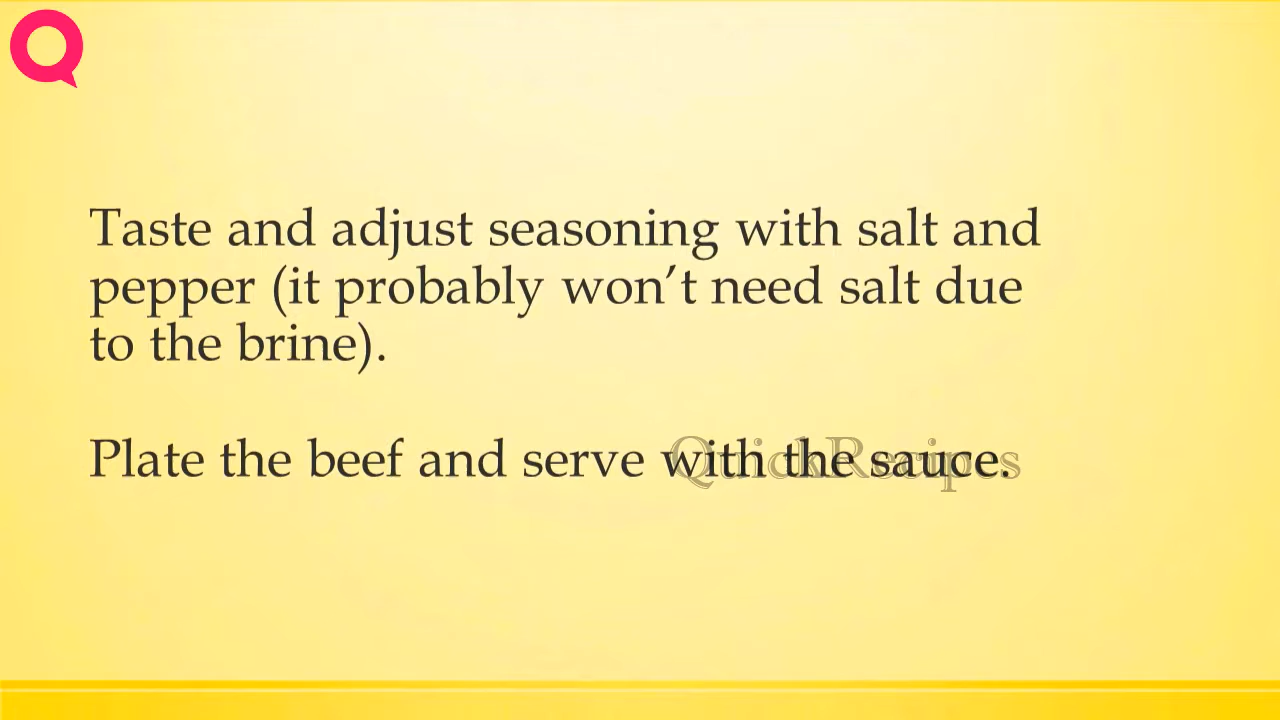 Taste and adjust seasoning with salt and
pepper (it probably won’t need salt due
to the brine).
Plate the beef and serve with the sauce.
QuickRecipes